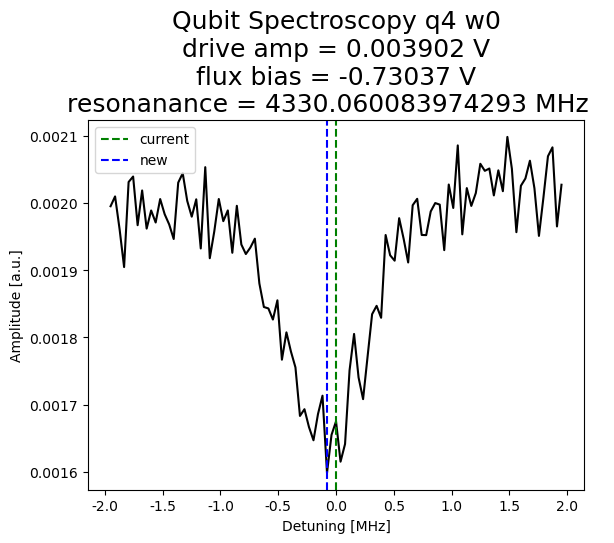 Qubit Spectroscopy q4 w0
drive amp = 0.003902 V
flux bias = -0.73037 V
resonanance = 4330.060083974293 MHz
current
new
0.0021
0.0020
0.0019
0.0018
0.0017
0.0016
Amplitude [a.u.]
-2.0 -1.5 -1.0 -0.5 0.0 0.5 1.0 1.5 2.0
Detuning [MHz]